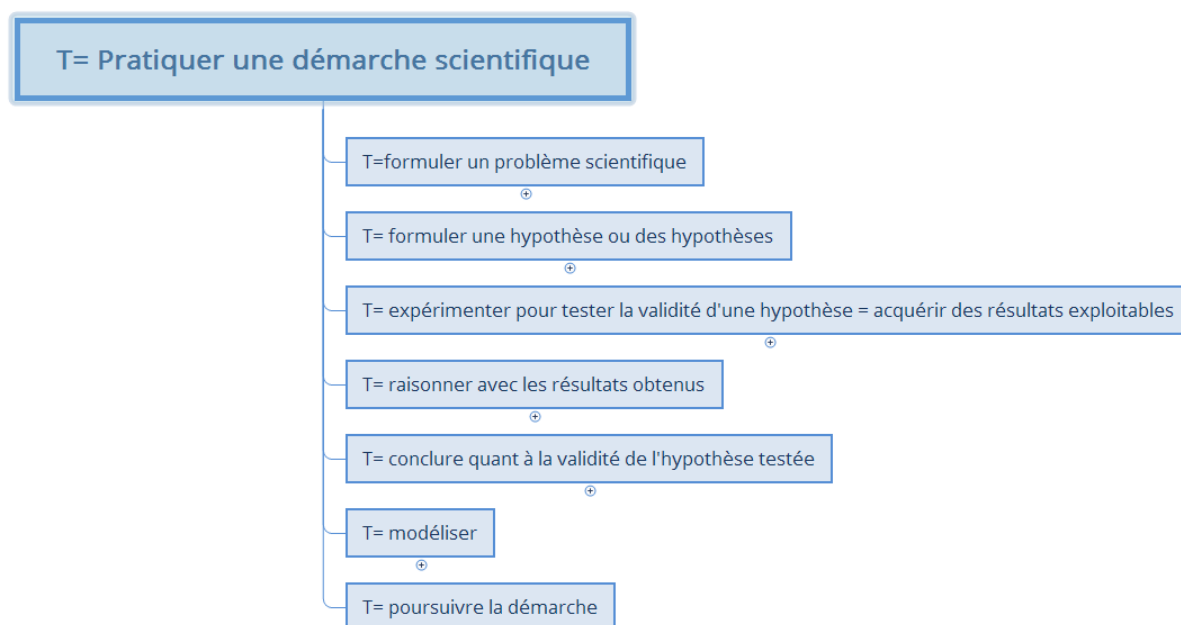 T= Pratiquer une démarche scientifique
T=formuler un problème scientifique
T= formuler une hypothèse ou des hypothèses
T= expérimenter pour tester la validité d'une hypothèse = acquérir des résultats exploitables
T= raisonner avec les résultats obtenus
T= conclure quant à la validité de l'hypothèse testée
T= modéliser
T= poursuivre la démarche